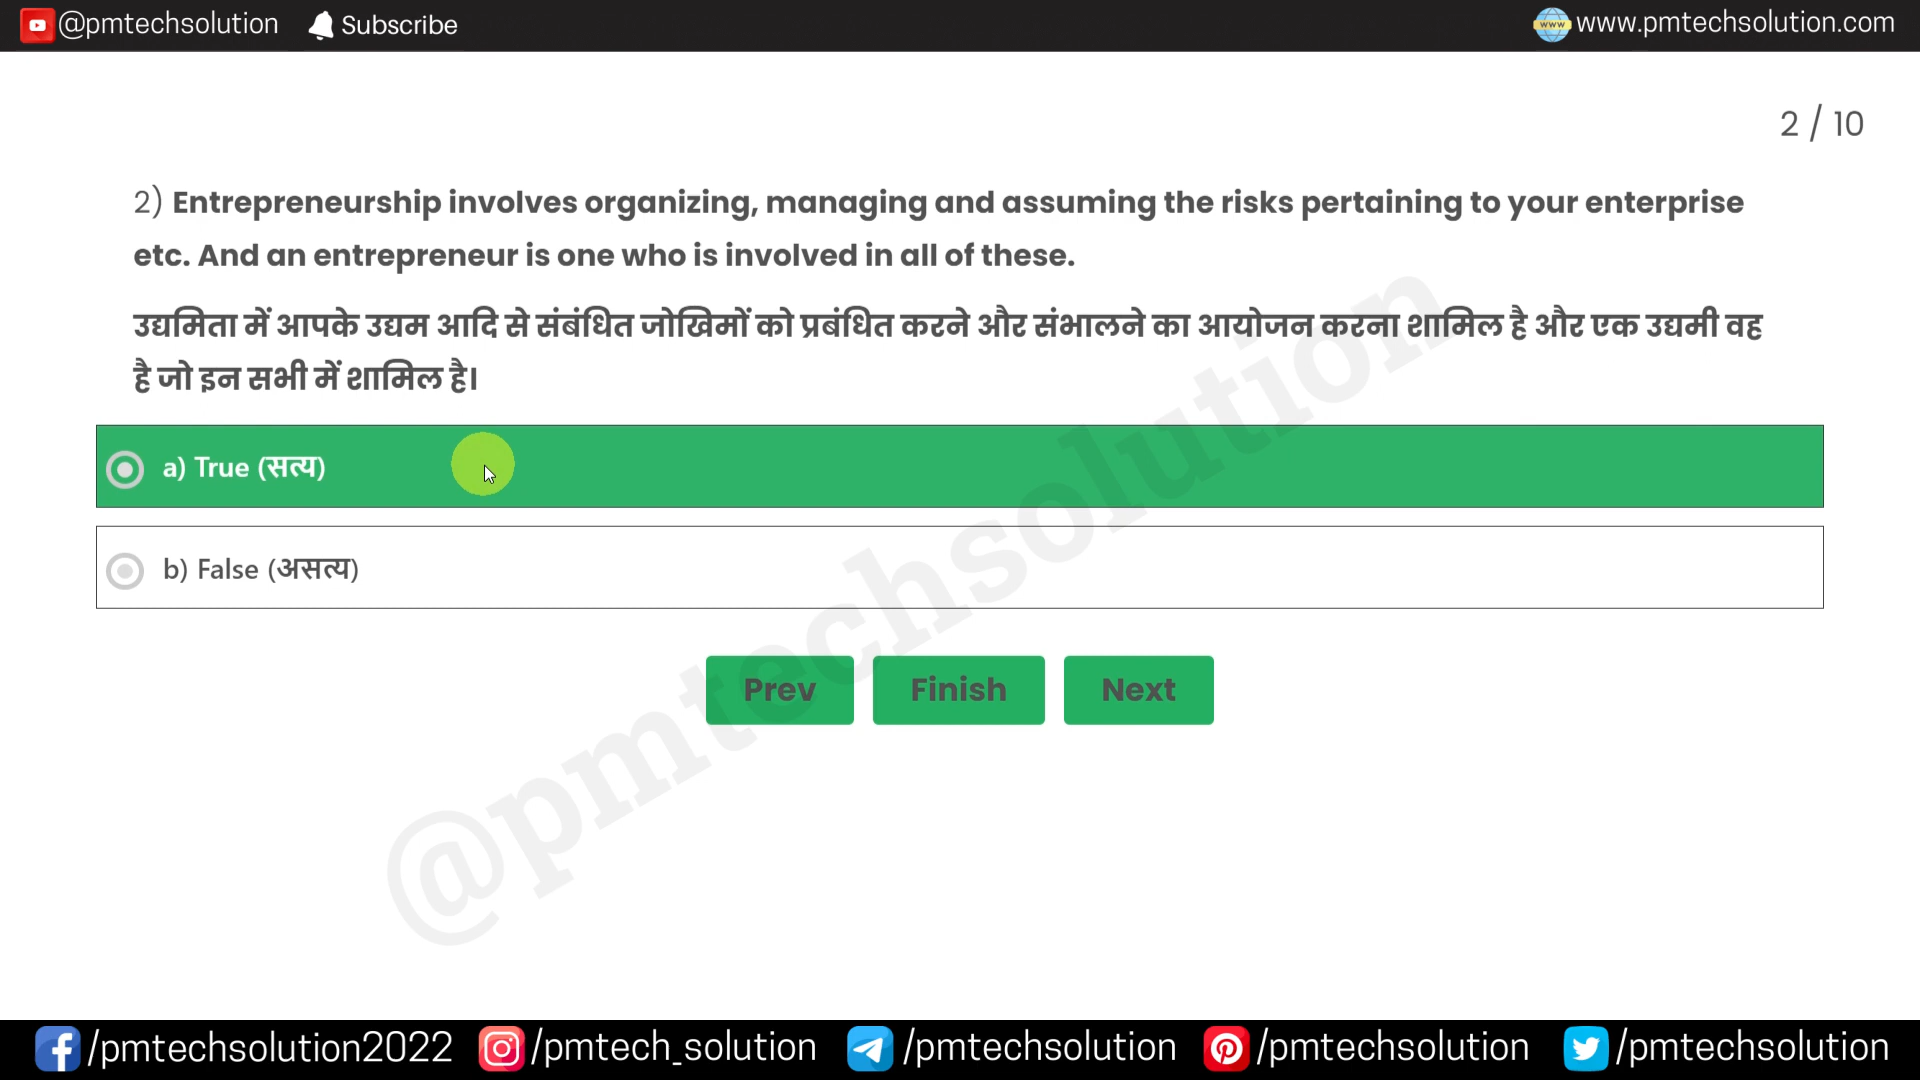 @pmtechsolution Subscribe www.pmtechsolution.com
2 / 10
2) Entrepreneurship involves organizing, managing and assuming the risks pertaining to your enterprise
etc. And an entrepreneur is one who is involved in all of these.
उद्यमिता में आपके उद्यम आदि से संबंधित जोखिमों को प्रबंधित करने और संभालने का आयोजन करना शामिल है और एक उद्यमी वह
है जो इन सभी में शामिल है।
a) True (सत्य)
b) False (असत्य)
Prev Finish Next
@pmtechsolution
/pmtechsolution2022 /pmtech_solution /pmtechsolution /pmtechsolution /pmtechsolution